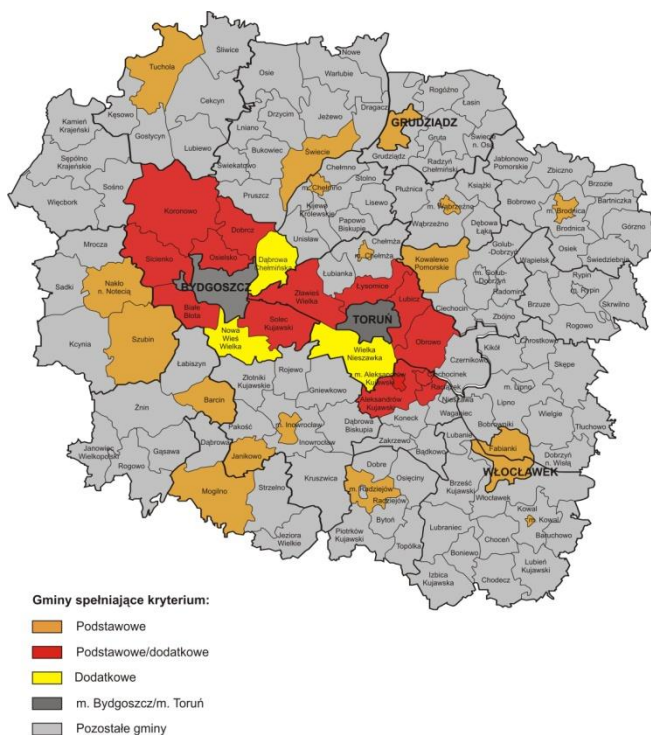 Nowe
Śliwice
Tuchola
Osie
Warlubie
Cekcyn
Rogóźno
Łasin
Kamień
Krajeński
Kęsowo
Drzycim
Jeżewo
Dragacz
GRUDZIĄDZ
Gostycyn
Lniano
Gruta
Świecie
n. Osą
Sępólno
Krajeńskie
Lubiewo
Bukowiec
Świecie
Grudziądz
Radzyń
Chełmiński
Jabłonowo
Pomorskie
Świekatowo
Chełmno
Zbiczno
Sośno
Stolno
Książki
Brzozie
Więcbork
Pruszcz
m. Chełmno
Płużnica
Bobrowo
m. Brodnica
Bartniczka
Koronowo
Kijewo
Królewskie
Lisewo
m. Wąbrzeźno
Dębowa
Łąka
Papowo
Biskupie
Wąbrzeźno
Brodnica
Górzno
Dobrcz
Unisław
Osiek
Świedziebnia
Mrocza
Sicienko
Osielsko
Dąbrowa
Chełmińska
Chełmża
m. Chełmża
Kowalewo
Pomorskie
Golub-
Dobrzyń
Wąpielsk
Łubianka
Rypin
m. Rypin
Sadki
Nakło
n. Notecią
BYDGOSZCZ
Łysomice
m. Golub-
Dobrzyń
Radomin
Skrwilno
Zławieś
Wielka
Lubicz
Ciechocin
Brzuze
Białe
Błota
Zbójno
Rogowo
Solec
Kujawski
TORUŃ
Kcynia
Szubin
Nowa
Wieś
Wielka
Obrowo
Wielka
Nieszawka
Czernikowo
Kikół
Chrostkowo
Skępe
Łabiszyn
m. Aleksandrów
Kujawski
Ciechocinek
Raciążek
m. Lipno
Złotniki
Kujawskie
Rojewo
Gniewkowo
Aleksandrów
Kujawski
Nieszawa
Lipno
Wielgie
Żnin
Barcin
Waganiec
Bobrowniki
Tłuchowo
Pakość
m. Inowrocław
Dąbrowa
Biskupia
Koneck
Lubanie
Fabianki
Dąbrowa
Inowrocław
Zakrzewo
Bądkowo
Dobrzyń
n. Wisłą
Janowiec
Wielkopolski
Gąsawa
Janikowo
Dobre
Osięciny
WŁOCŁAWEK
Rogowo
Brześć
Kujawski
Włocławek
Mogilno
Strzelno
Kruszwica
m. Radziejów
Radziejów
Kowal
m. Kowal
Bytoń
Lubraniec
Choceń
Baruchowo
Jeziora
Wielkie
Piotrków
Kujawski
Topólka
Boniewo
Lubień
Kujawski
Izbica
Kujawska
Chodecz
Gminy spełniające kryterium:
Podstawowe
Podstawowe/dodatkowe
Dodatkowe
m. Bydgoszcz/m. Toruń
Pozostałe gminy